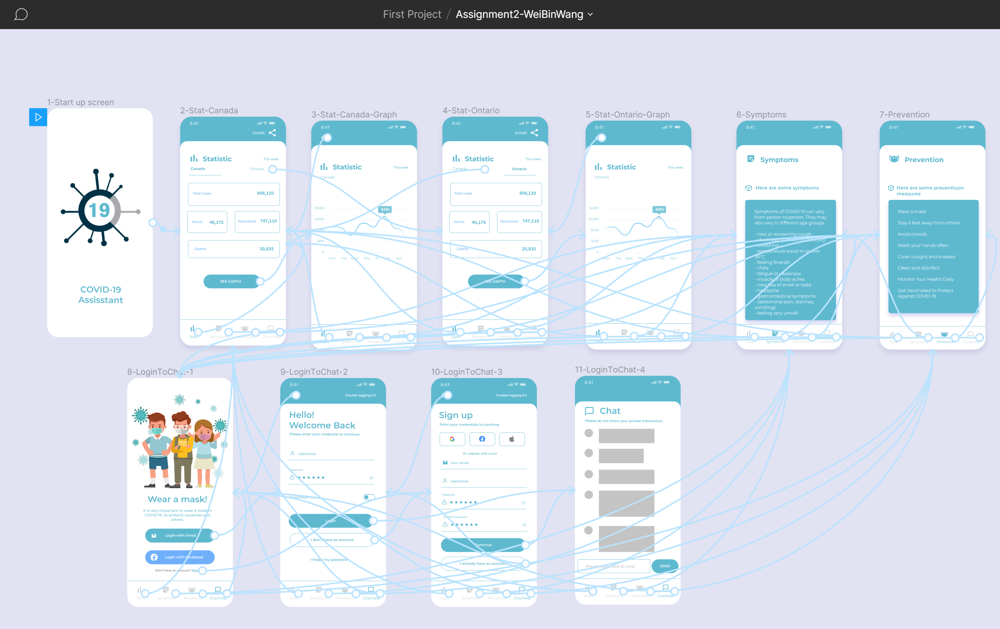 First Project / Assignment2-WeiBinWang
1-Start up screen
19
COVID-19
Assisstant
2-Stat-Canada
9:41
SHARE
Statistic
This week
Canada
Ontario
Total cases
808,120
Active
40,175
Recovered
747,110
Deaths
20,835
SEE GAPTH
Stats
Symptoms
Prevention
Chat/Help
3-Stat-Canada-Graph
9:41
Statistic
This week
Canada
15,000
8342
10,000
2500
0
Mon Tue Wed Thu Fri Sat Sun
Stats
Symptoms
Prevention
Chat/Help
4-Stat-Ontario
9:41
SHARE
Statistic
This week
Canada
Ontario
Total cases
808,120
Active
40,175
Recovered
747,110
Deaths
20,835
SEE GAPTH
Stats
Symptoms
Prevention
Chat/Help
5-Stat-Ontario-Graph
9:41
Statistic
This week
Ontario
15,000
8342
10,000
5000
2500
0
Mon Tue Wed Thu Sat Sun
6-Symptoms
9:41
Symptoms
Here are some symptoms
Symptoms of COVID-19 can vary
from person to person. They may
also vary in different age groups.
- new or worsening cough
- shortness of breath or difficulty
- breathing
- temperature equal to or over
38°C
- feeling feverish
- chills
- fatigue or weakness
- muscle or body aches
- new loss of smell or taste
- headache
- gastrointestinal symptoms
- (abdominal pain, diarrhea,
vomiting)
- feeling very unwell
Stats
Symptoms
Prevention
Chat/Help
7-Prevention
9:41
Prevention
Here are some preventiuon
measures
Wear a mask
Stay 6 feet away from others
Avoid crowds
Wash your hands often
Cover coughs and sneezes
Clean and disinfect
Monitor Your Health Daily
Get Vaccinated to Protect
Against COVID-19
Stats
Symptoms
Prevention
Chat/Help
8-LoginToChat-1
Wear a mask!
It is very important to wear a mask in
COVID-19, to protectt ourselves and
others.
Login with Email
Login with Facebook
Don't have an account? Sign
Stats
Symptoms
Prevention
Chat/Help
9-LoginToChat-2
9:41
Trouble logging in?
Hello!
Welcome Back
Please enter your credential to continue
Username
Password
Remember me
Login
I don't have an account
I forgot my password
Stats
Symptoms
Prevention
Chat/Help
10-LoginToChat-3
9:41
Trouble logging in?
Sign up
Enter your credentials to continue
Or, register with email
Your email
Username
Password
Confirm Password
Continue
I already have an account
Stats
Symptoms
Prevention
Chat/Help
11-LoginToChat-4
9:41
Chat
Please do not share your private information
Please type here to chat
SEND
Stats
Symptoms
Prevention
Chat/Help